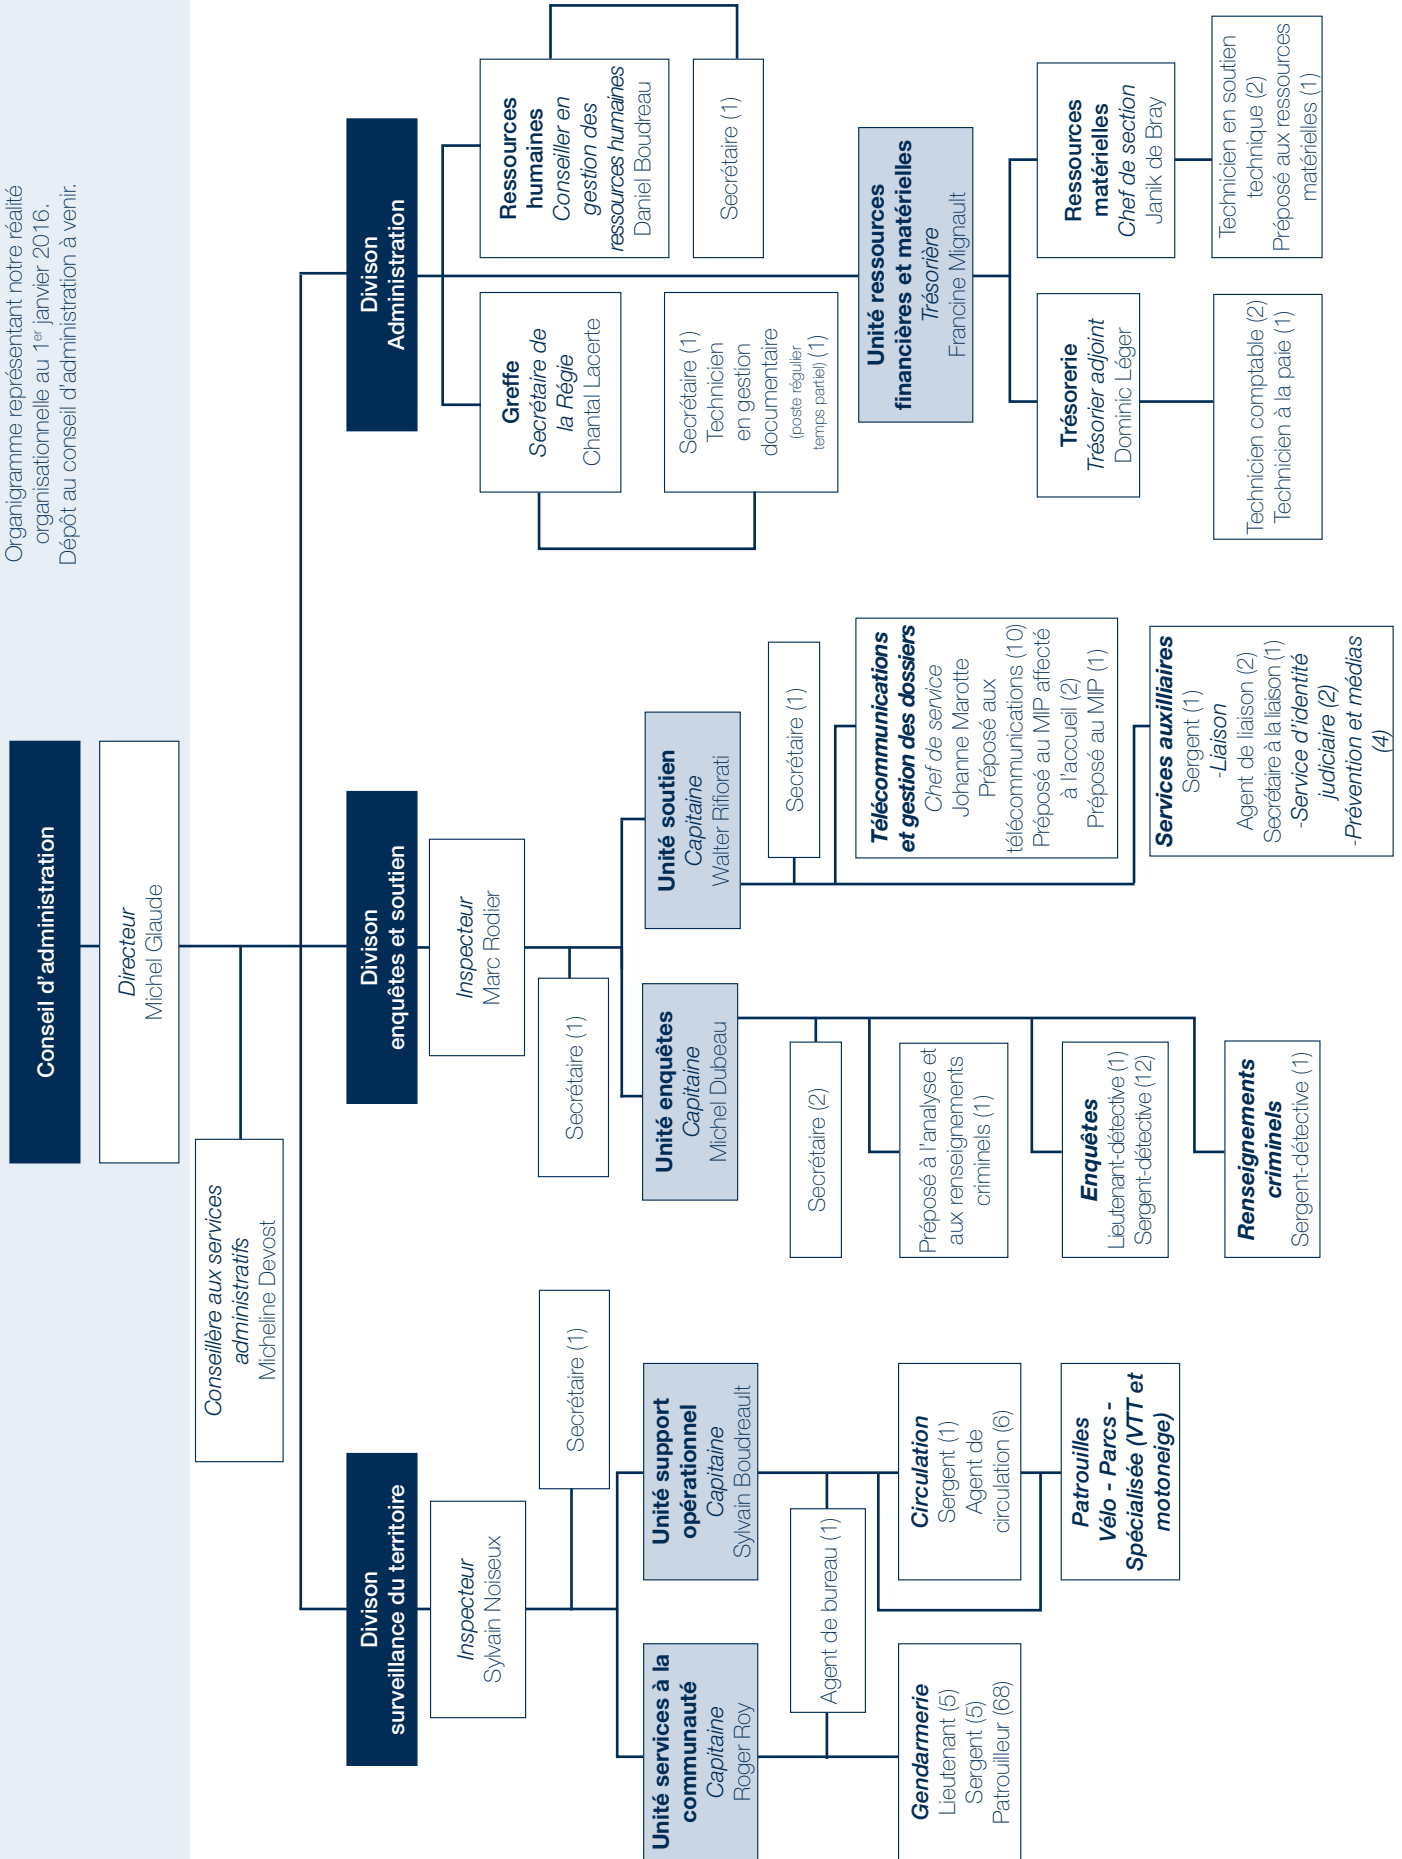 Organigramme représentant notre réalité
organisationnelle au 1er janvier 2016.
Dépôt au conseil d'administration à venir.
Conseil d'administration
Directeur
Michel Glaude
Conseillère aux services
administratifs
Micheline Devost
Divison
surveillance du territoire
Inspecteur
Sylvain Noiseux
Secrétaire (1)
Unité services à la
communauté
Capitaine
Roger Roy
Unité support
opérationnel
Capitaine
Sylvain Boudreault
Agent de bureau (1)
Gendarmerie
Lieutenant (5)
Sergent (5)
Patrouilleur (68)
Circulation
Sergent (1)
Agent de
circulation (6)
Patrouilles
Vélo - Parcs -
Spécialisée (VTT et
motoneige)
Divison
enquêtes et soutien
Inspecteur
Marc Rodier
Secrétaire (1)
Unité enquêtes
Capitaine
Michel Dubeau
Secrétaire (2)
Préposé à l'analyse et
aux renseignements
criminels (1)
Enquêtes
Lieutenant-détective (1)
Sergent-détective (12)
Renseignements
criminels
Sergent-détective (1)
Unité soutien
Capitaine
Walter Rifiorati
Secrétaire (1)
Télécommunications
et gestion des dossiers
Chef de service
Johanne Marotte
Préposé aux
télécommunications (10)
Préposé au MIP affecté
à l'accueil (2)
Préposé au MIP (1)
Services auxilliaires
Sergent (1)
-Liaison
Agent de liaison (2)
Secrétaire à la liaison (1)
-Service d'identité
judiciaire (2)
-Prévention et médias
(4)
Divison
Administration
Greffe
Secrétaire de
la Régie
Chantal Lacerte
Secrétaire (1)
Technicien
en gestion
documentaire
(poste régulier
temps partiel) (1)
Ressources
humaines
Conseiller en
gestion des
ressources humaines
Daniel Boudreau
Secrétaire (1)
Unité ressources
financières et matérielles
Trésorière
Francine Mignault
Trésorerie
Trésorier adjoint
Dominic Léger
Technicien comptable (2)
Technicien à la paie (1)
Ressources
matérielles
Chef de section
Janik de Bray
Technicien en soutien
technique (2)
Préposé aux ressources
matérielles (1)